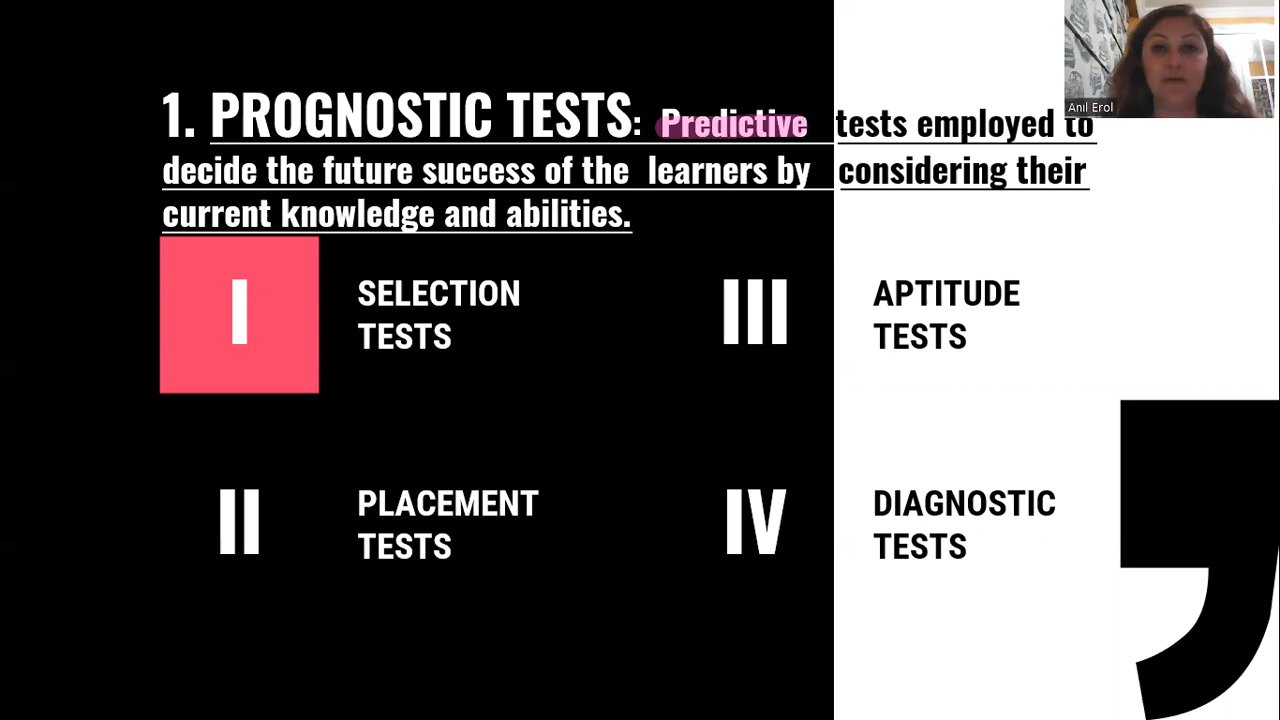 1. PROGNOSTIC TESTS: Predictive tests employed to
decide the future success of the learners by considering their
current knowledge and abilities.
I
SELECTION
TESTS
III
APTITUDE
TESTS
II
PLACEMENT
TESTS
IV
DIAGNOSTIC
TESTS
Anil Erol